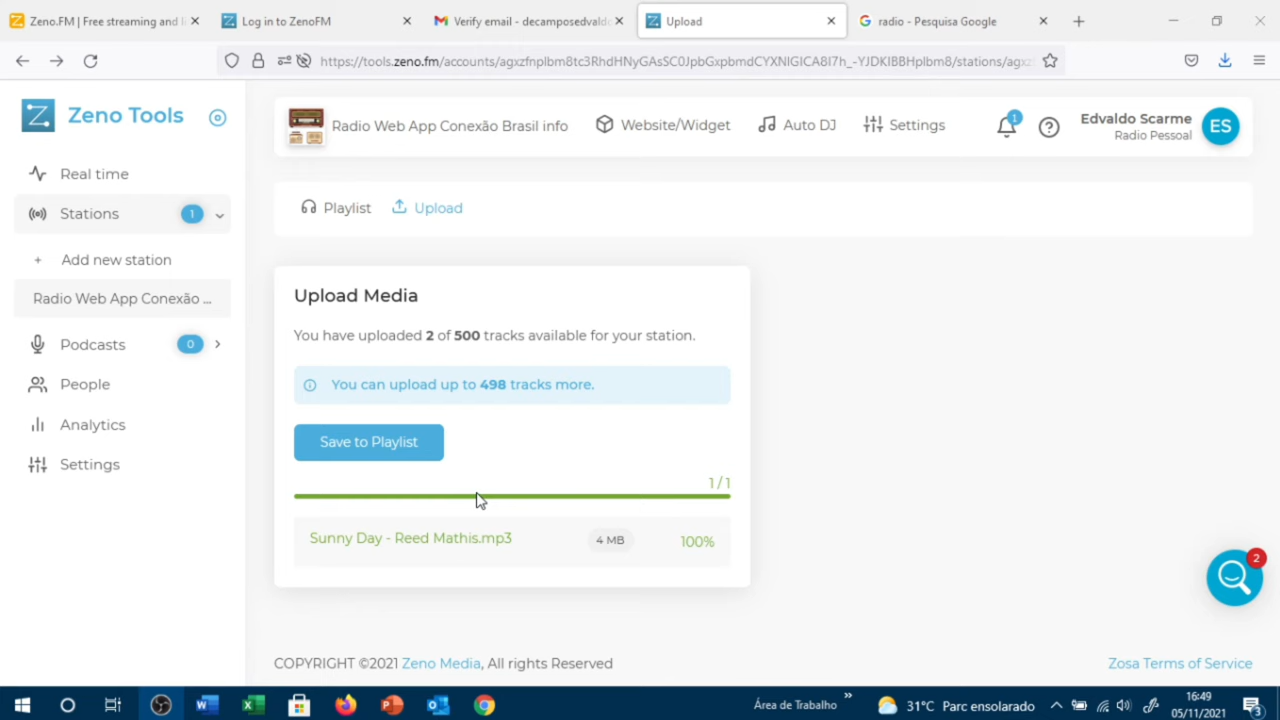 Zeno.FM | Free streaming and l
Log in to ZenoFM
Verify email - decamposedvaldo
Upload
radio - Pesquisa Google
https://tools.zeno.fm/accounts/agxzfnplbm8tc3RhdHNyGAsSC0JpbGxpbmdCYXNlGICA8I7h_-YJDKIBBHplbm8/stations/agxz
Zeno Tools
Radio Web App Conexão Brasil info
Website/Widget
Auto DJ
Settings
1
Edvaldo Scarme
Radio Pessoal
ES
Real time
Stations 1
+ Add new station
Radio Web App Conexão ...
Podcasts 0
People
Analytics
Settings
Playlist
Upload
Upload Media
You have uploaded 2 of 500 tracks available for your station.
You can upload up to 498 tracks more.
Save to Playlist
1 / 1
Sunny Day - Reed Mathis.mp3 4 MB 100%
2
COPYRIGHT ©2021 Zeno Media, All rights Reserved
Zosa Terms of Service
Área de Trabalho
31°C Parc ensolarado
16:49
05/11/2021
3